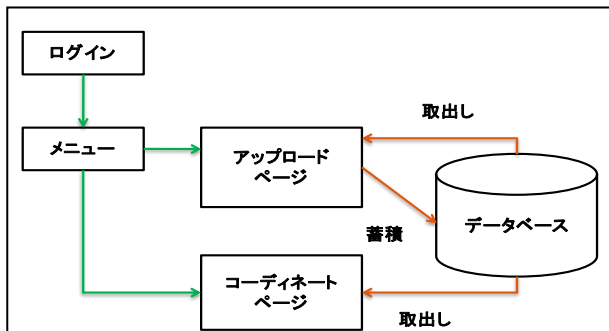 ログイン
取出し
メニュー
アップロード
ページ
データベース
蓄積
コーディネート
ページ
取出し